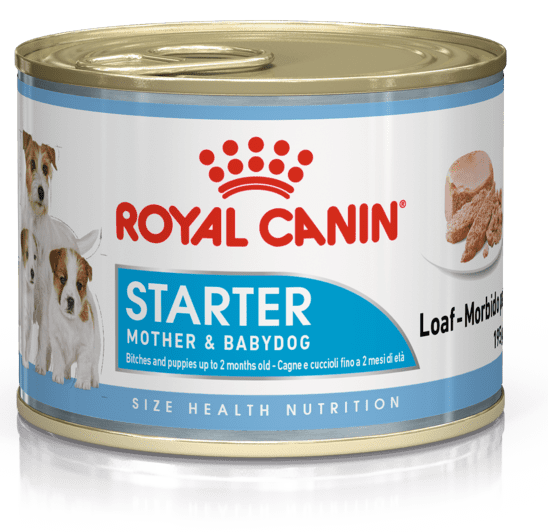 ROYAL CANIN®
STARTER
MOTHER & BABYDOG
Bitches and puppies up to 2 months old - Cagne e cuccioli fino a 2 mesi di età
Loaf-Morbido
SIZE HEALTH NUTRITION